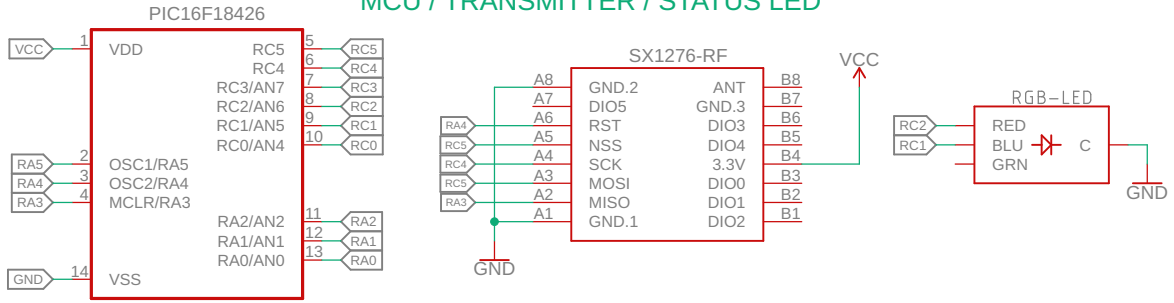 MCU / TRANSMITTER / STATUS LED
PIC16F18426
VCC 1 VDD RC5 5 RC5
RC4 6 RC4
RC3/AN7 7 RC3
RC2/AN6 8 RC2
RC1/AN5 9 RC1
RC0/AN4 10 RC0
RA5 2 OSC1/RA5
RA4 3 OSC2/RA4
RA3 4 MCLR/RA3
RA2/AN2 11 RA2
RA1/AN1 12 RA1
RA0/AN0 13 RA0
GND 14 VSS
SX1276-RF
VCC
A8 GND.2 ANT B8
A7 DIO5 GND.3 B7
RA4 A6 RST DIO3 B6
RC5 A5 NSS DIO4 B5
RC4 A4 SCK 3.3V B4
RC5 A3 MOSI DIO0 B3
RA3 A2 MISO DIO1 B2
A1 GND.1 DIO2 B1
GND
RGB-LED
RC2 RED
RC1 BLU C
GRN
GND